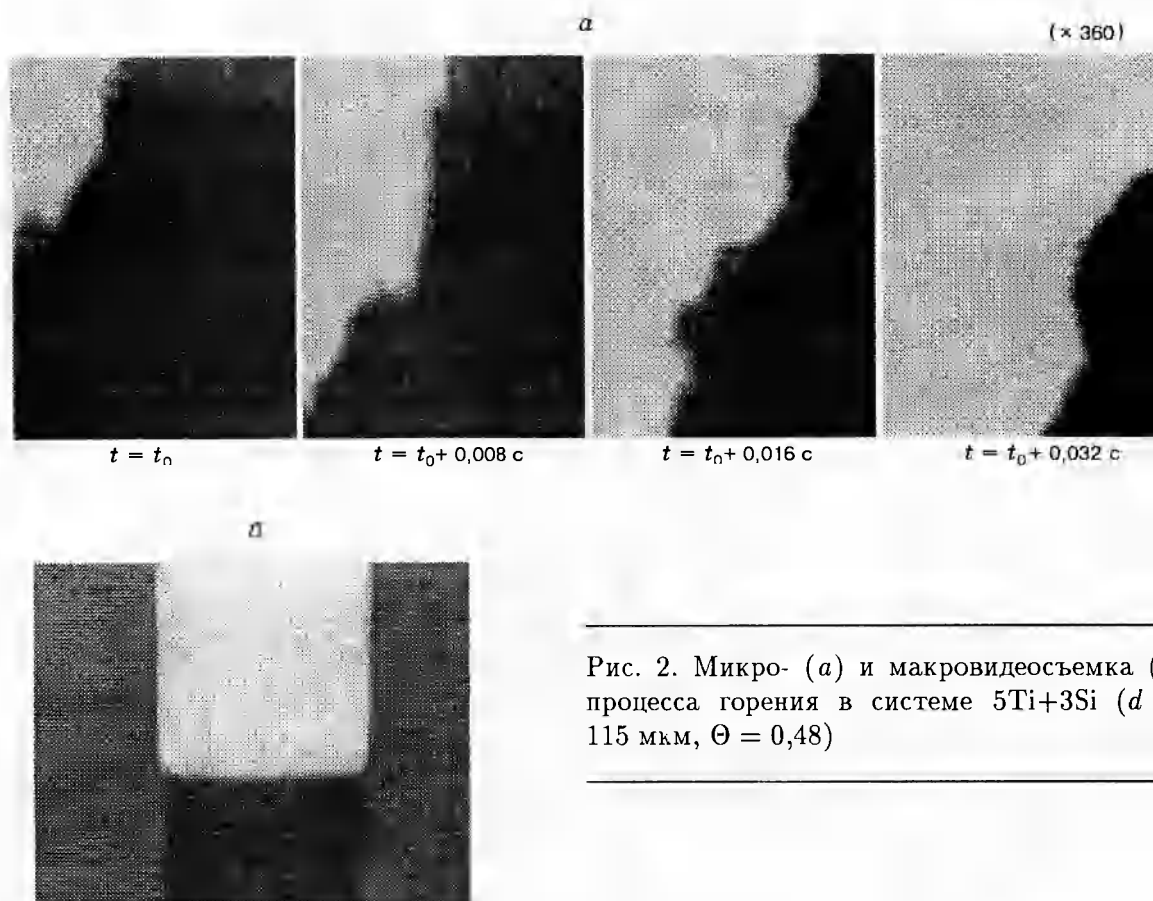 a
(× 360)
t = t₀
t = t₀+ 0,008 с
t = t₀+ 0,016 с
t = t₀+ 0,032 с
Рис. 2. Микро- (а) и макровидеосъемка (
процесса горения в системе 5Ti+3Si (d
115 мкм, Θ = 0,48)